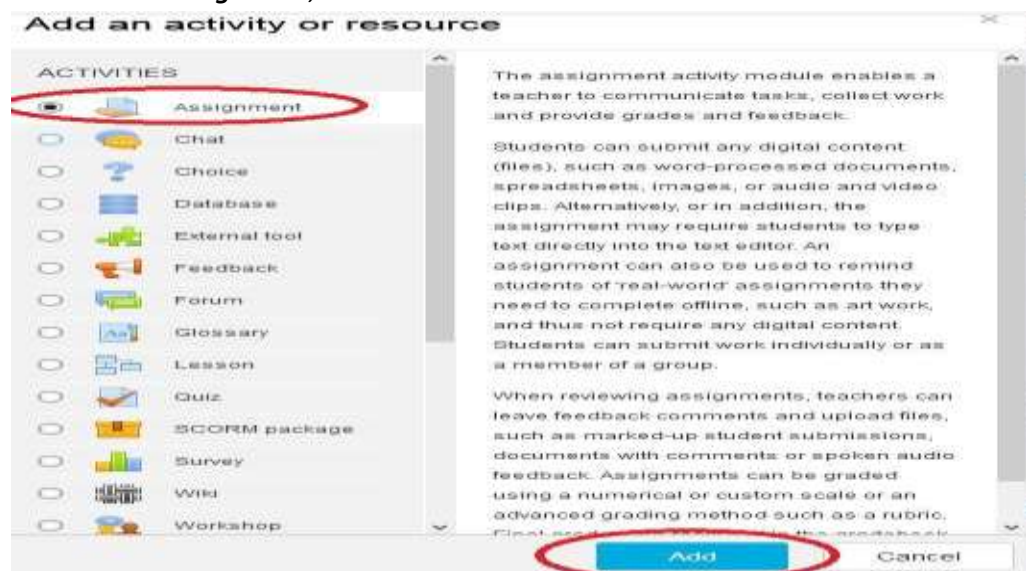 Add an activity or resource
ACTIVITIES
Assignment
Chat
Choice
Database
External tool
Feedback
Forum
Glossary
Lesson
Quiz
SCORM package
Survey
Wiki
Workshop
The assignment activity module enables a
teacher to communicate tasks, collect work
and provide grades and feedback.
Students can submit any digital content
(files), such as word-processed documents,
spreadsheets, images, or audio and video
clips. Alternatively, or in addition, the
assignment may require students to type
text directly into the text editor. An
assignment can also be used to remind
students of 'real-world' assignments they
need to complete offline, such as art work,
and thus not require any digital content.
Students can submit work individually or as
a member of a group.
When reviewing assignments, teachers can
leave feedback comments and upload files,
such as marked-up student submissions,
documents with comments or spoken audio
feedback. Assignments can be graded
using a numerical or custom scale or an
advanced grading method such as a rubric.
Add
Cancel